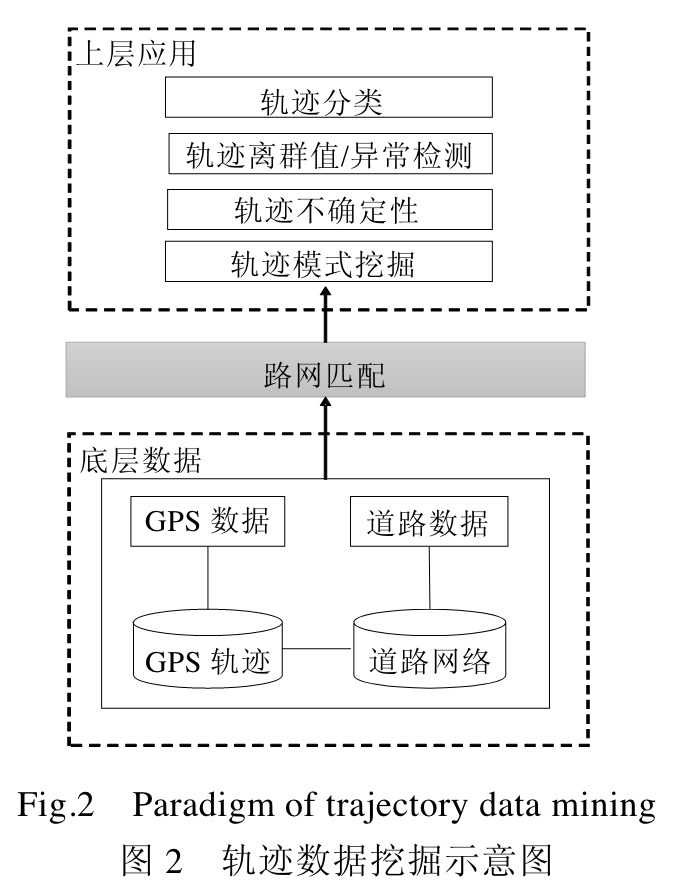 上层应用
轨迹分类
轨迹离群值/异常检测
轨迹不确定性
轨迹模式挖掘
路网匹配
底层数据
GPS 数据
道路数据
GPS 轨迹
道路网络
Fig.2 Paradigm of trajectory data mining
图 2 轨迹数据挖掘示意图